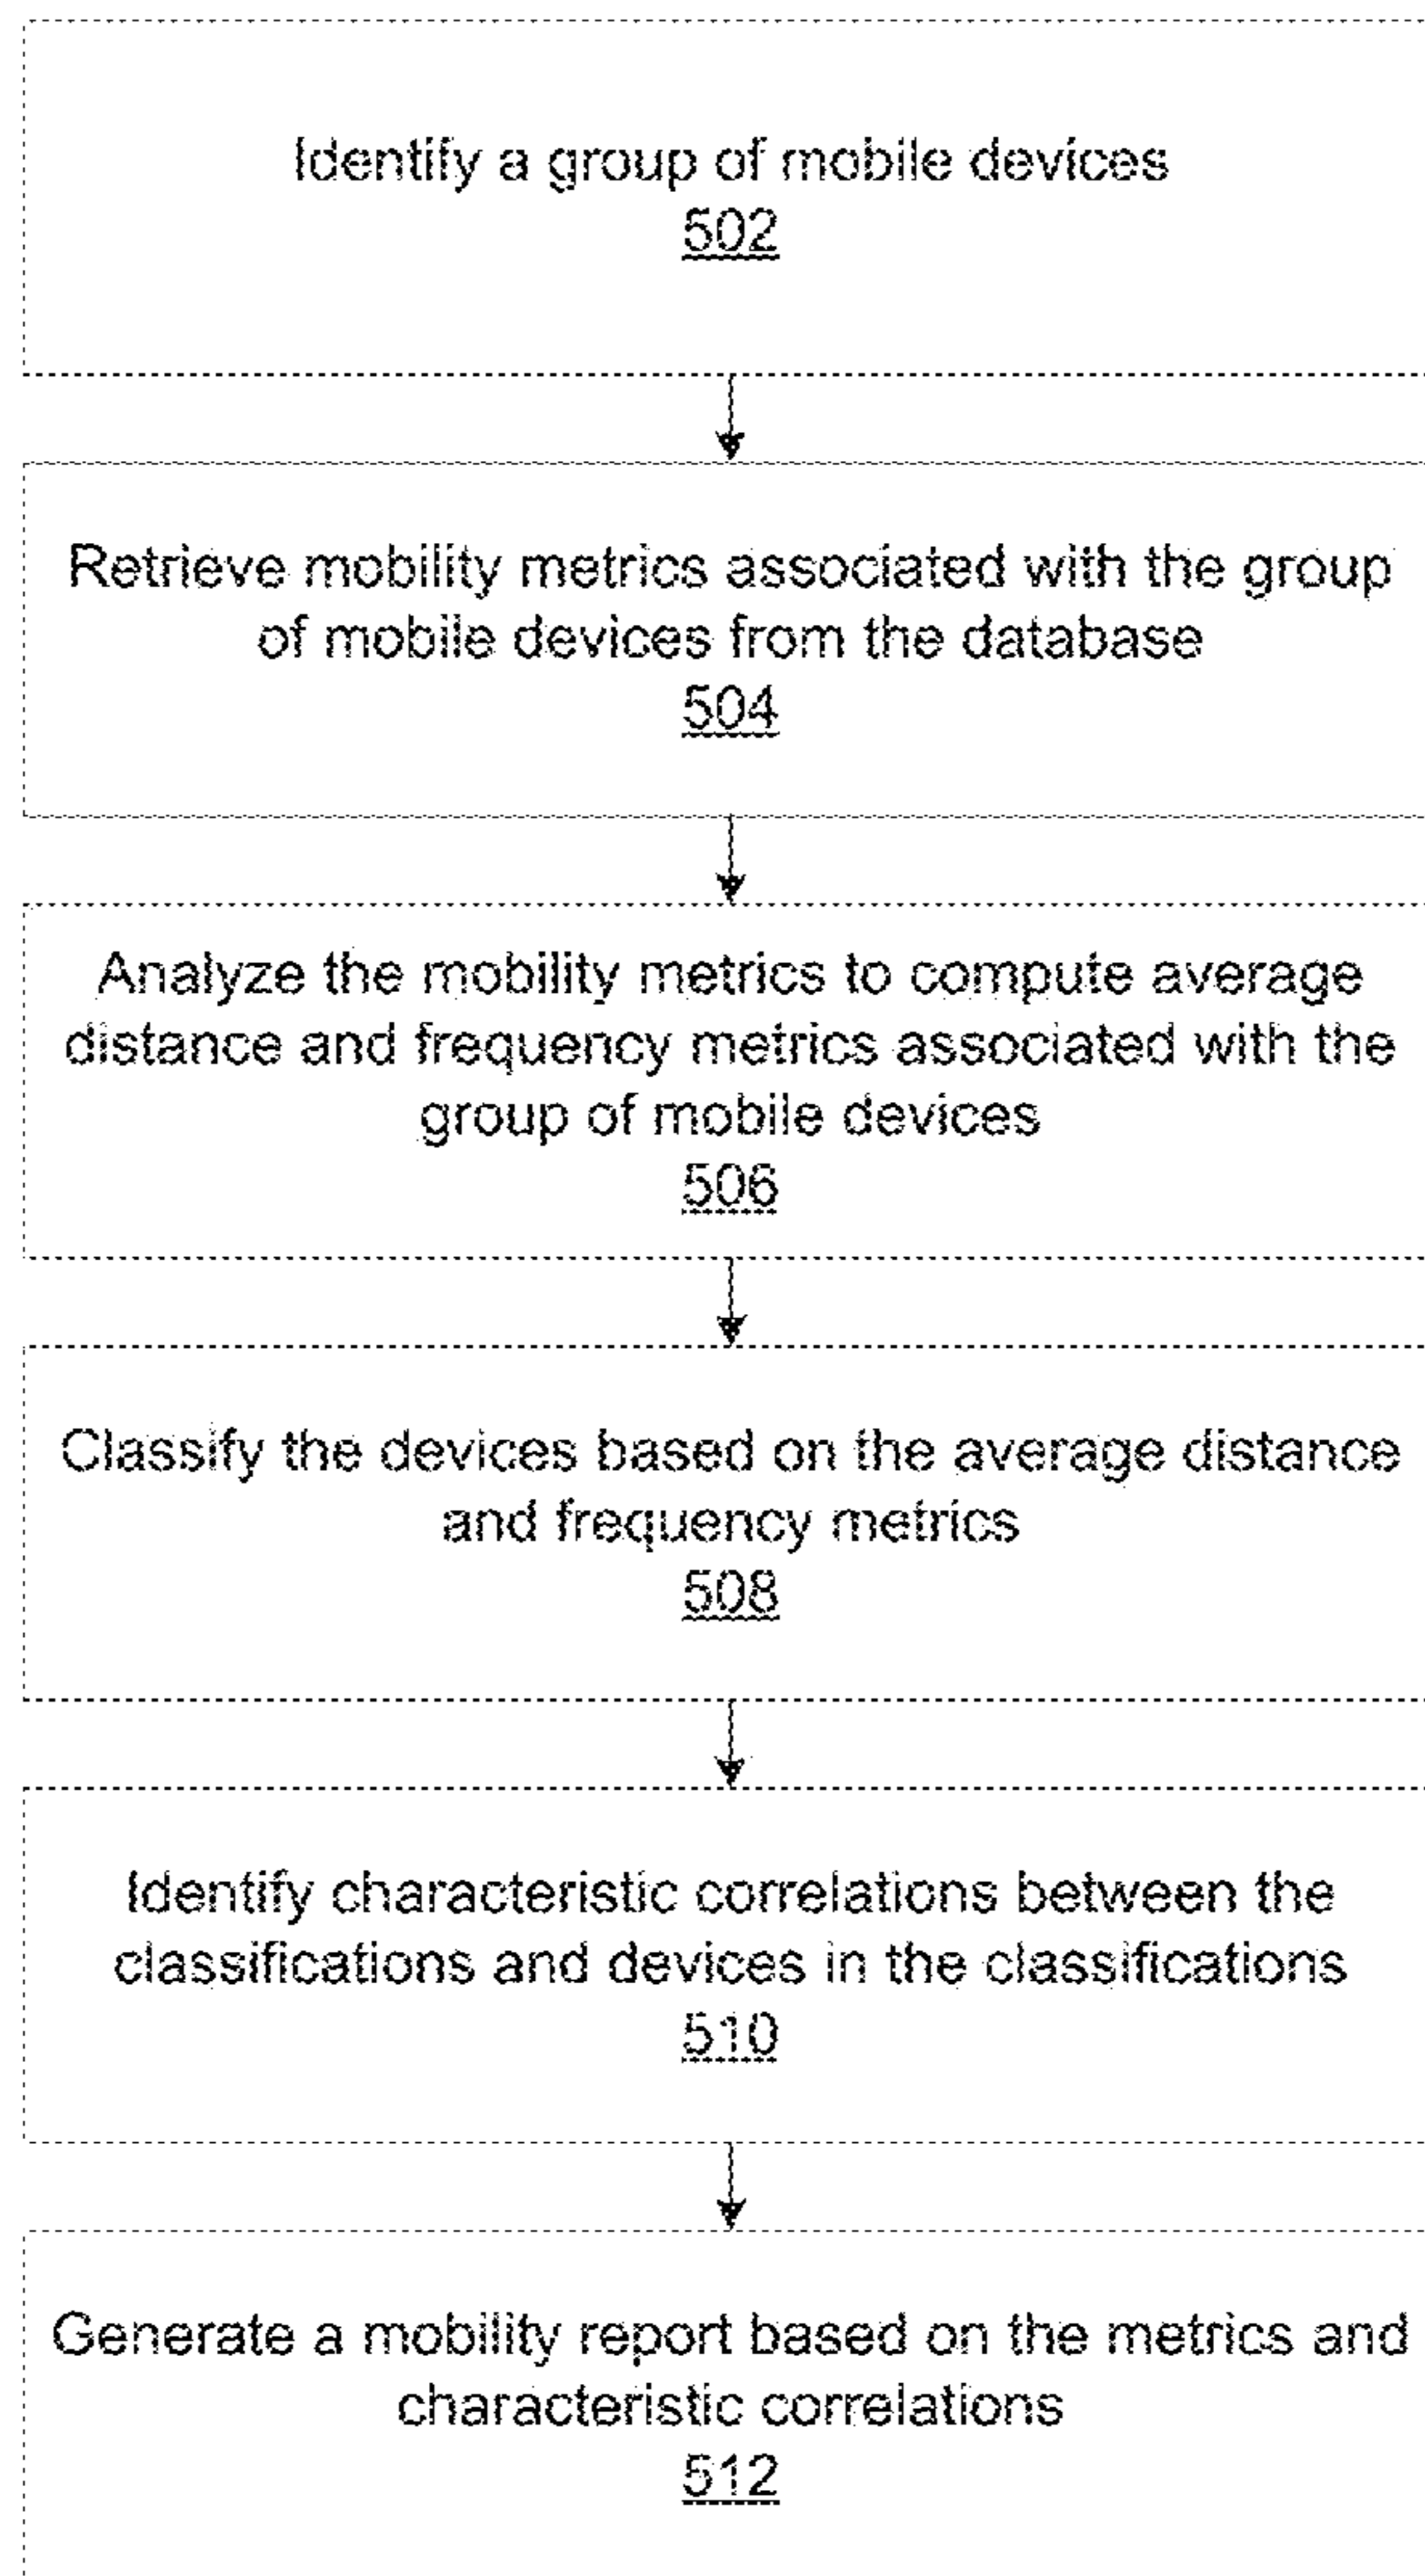 Identify a group of mobile devices
502
Retrieve mobility metrics associated with the group
of mobile devices from the database
504
Analyze the mobility metrics to compute average
distance and frequency metrics associated with the
group of mobile devices
506
Classify the devices based on the average distance
and frequency metrics
508
Identify characteristic correlations between the
classifications and devices in the classifications
510
Generate a mobility report based on the metrics and
characteristic correlations
512